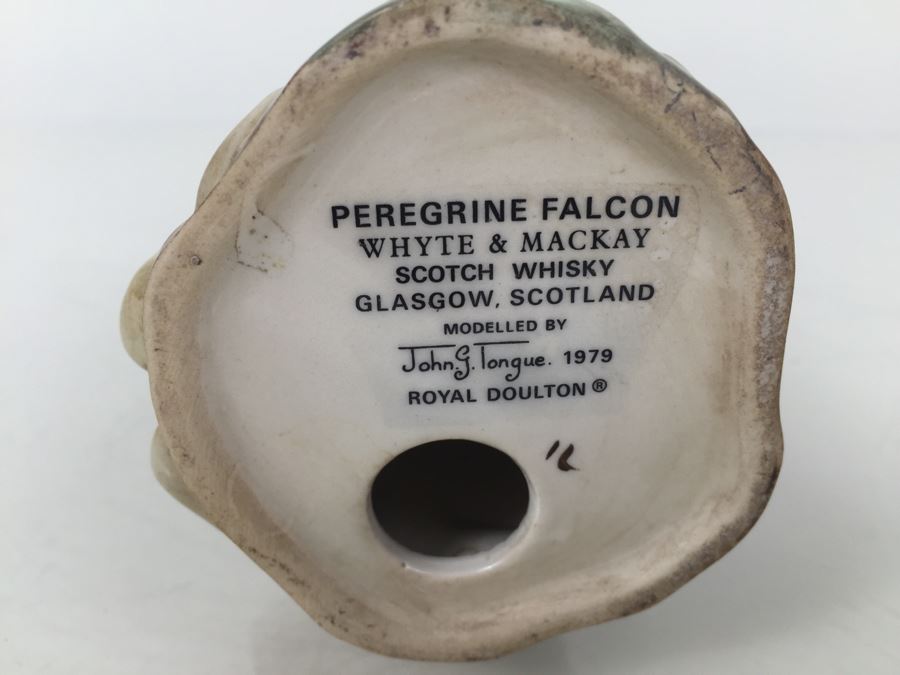 PEREGRINE FALCON
WHYTE & MACKAY
SCOTCH WHISKY
GLASGOW, SCOTLAND
MODELLED BY
John.G.Tongue. 1979
ROYAL DOULTON ®